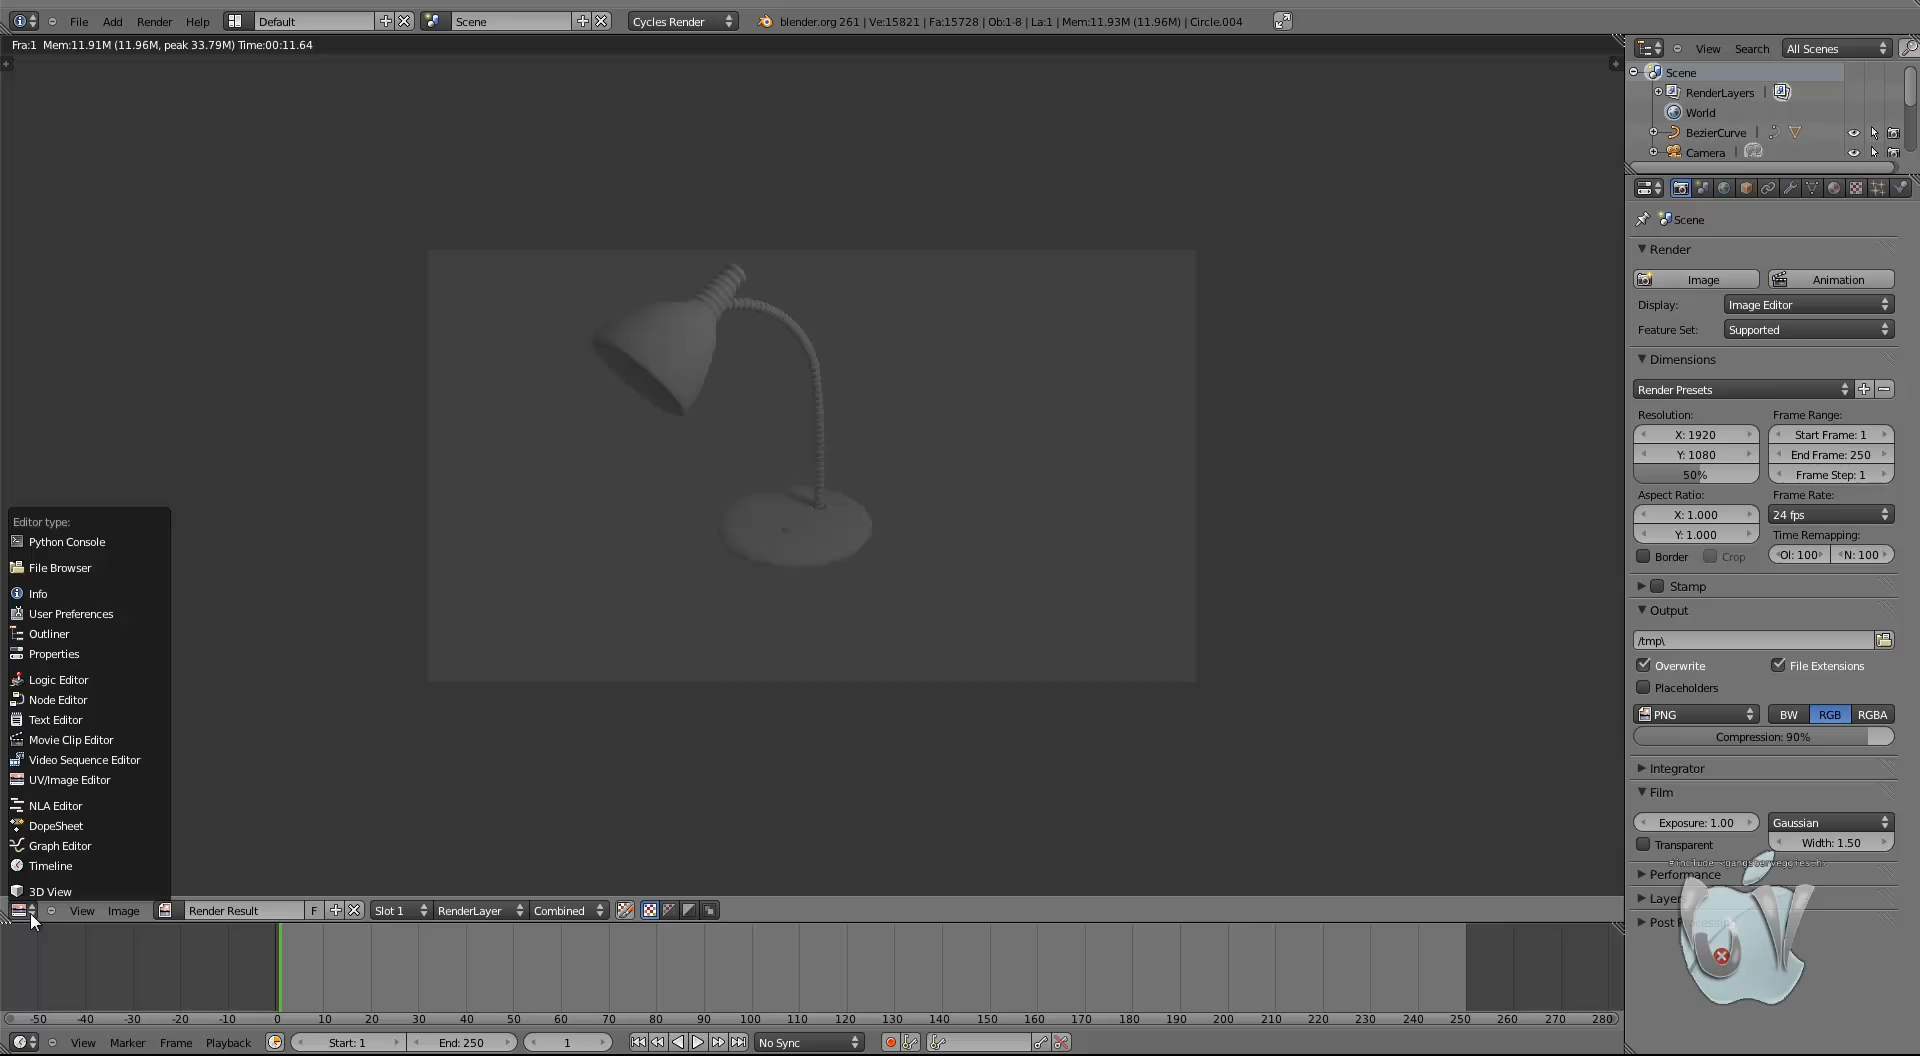 File Add Render Help Default Scene Cycles Render blender.org 261 | Ve:15821 | Fa:15728 | Ob:1-8 | La:1 | Mem:11.93M (11.96M) | Circle.004
Fra:1 Mem:11.91M (11.96M, peak 33.79M) Time:00:11.64
View Search All Scenes
Scene
RenderLayers
World
BezierCurve
Camera
Scene
Render
Image Animation
Display: Image Editor
Feature Set: Supported
Dimensions
Render Presets
Resolution: Frame Range:
X: 1920 Start Frame: 1
Y: 1080 End Frame: 250
50% Frame Step: 1
Aspect Ratio: Frame Rate:
X: 1.000 24 fps
Y: 1.000 Time Remapping:
Border Crop Ol: 100 N: 100
Stamp
Output
/tmp\
Overwrite File Extensions
Placeholders
PNG BW RGB RGBA
Compression: 90%
Integrator
Film
Exposure: 1.00 Gaussian
Transparent Width: 1.50
Performance
Layers
Editor type:
Python Console
File Browser
Info
User Preferences
Outliner
Properties
Logic Editor
Node Editor
Text Editor
Movie Clip Editor
Video Sequence Editor
UV/Image Editor
NLA Editor
DopeSheet
Graph Editor
Timeline
3D View
View Image Render Result F Slot 1 RenderLayer Combined
-50 -40 -30 -20 -10 0 10 20 30 40 50 60 70 80 90 100 110 120 130 140 150 160 170 180 190 200 210 220 230 240 250 260 270 280
View Marker Frame Playback Start: 1 End: 250 1 No Sync